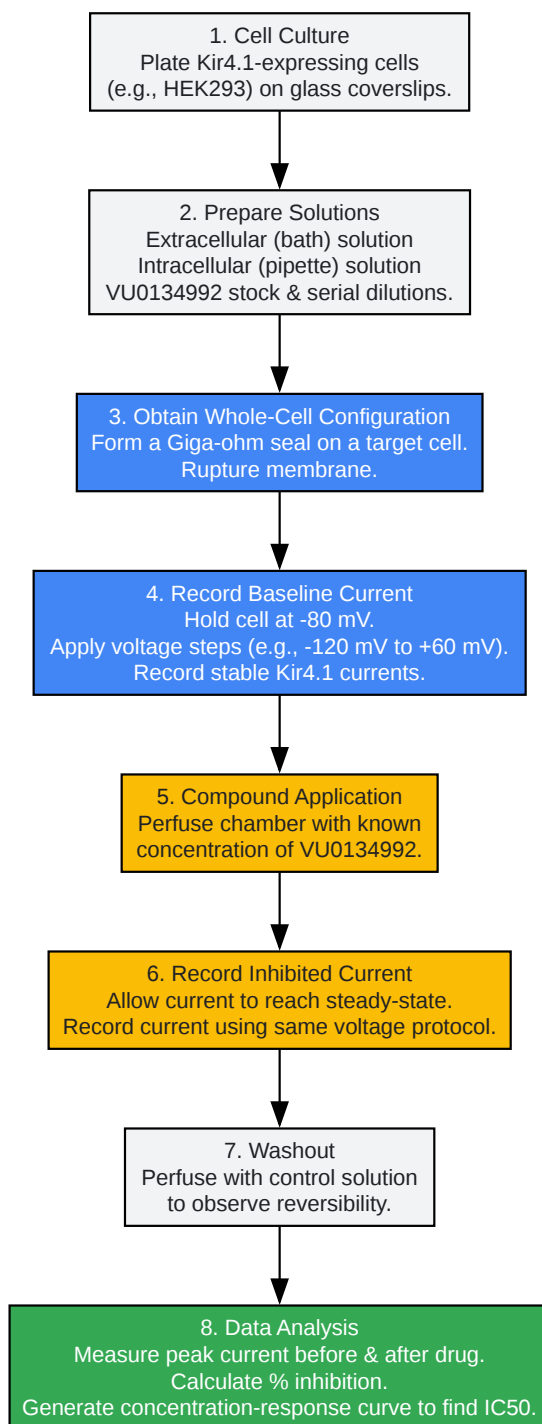 1. Cell Culture
Plate Kir4.1-expressing cells
(e.g., HEK293) on glass coverslips.
2. Prepare Solutions
Extracellular (bath) solution
Intracellular (pipette) solution
VU0134992 stock & serial dilutions.
3. Obtain Whole-Cell Configuration
Form a Giga-ohm seal on a target cell.
Rupture membrane.
4. Record Baseline Current
Hold cell at -80 mV.
Apply voltage steps (e.g., -120 mV to +60 mV).
Record stable Kir4.1 currents.
5. Compound Application
Perfuse chamber with known
concentration of VU0134992.
6. Record Inhibited Current
Allow current to reach steady-state.
Record current using same voltage protocol.
7. Washout
Perfuse with control solution
to observe reversibility.
8. Data Analysis
Measure peak current before & after drug.
Calculate % inhibition.
Generate concentration-response curve to find IC50.